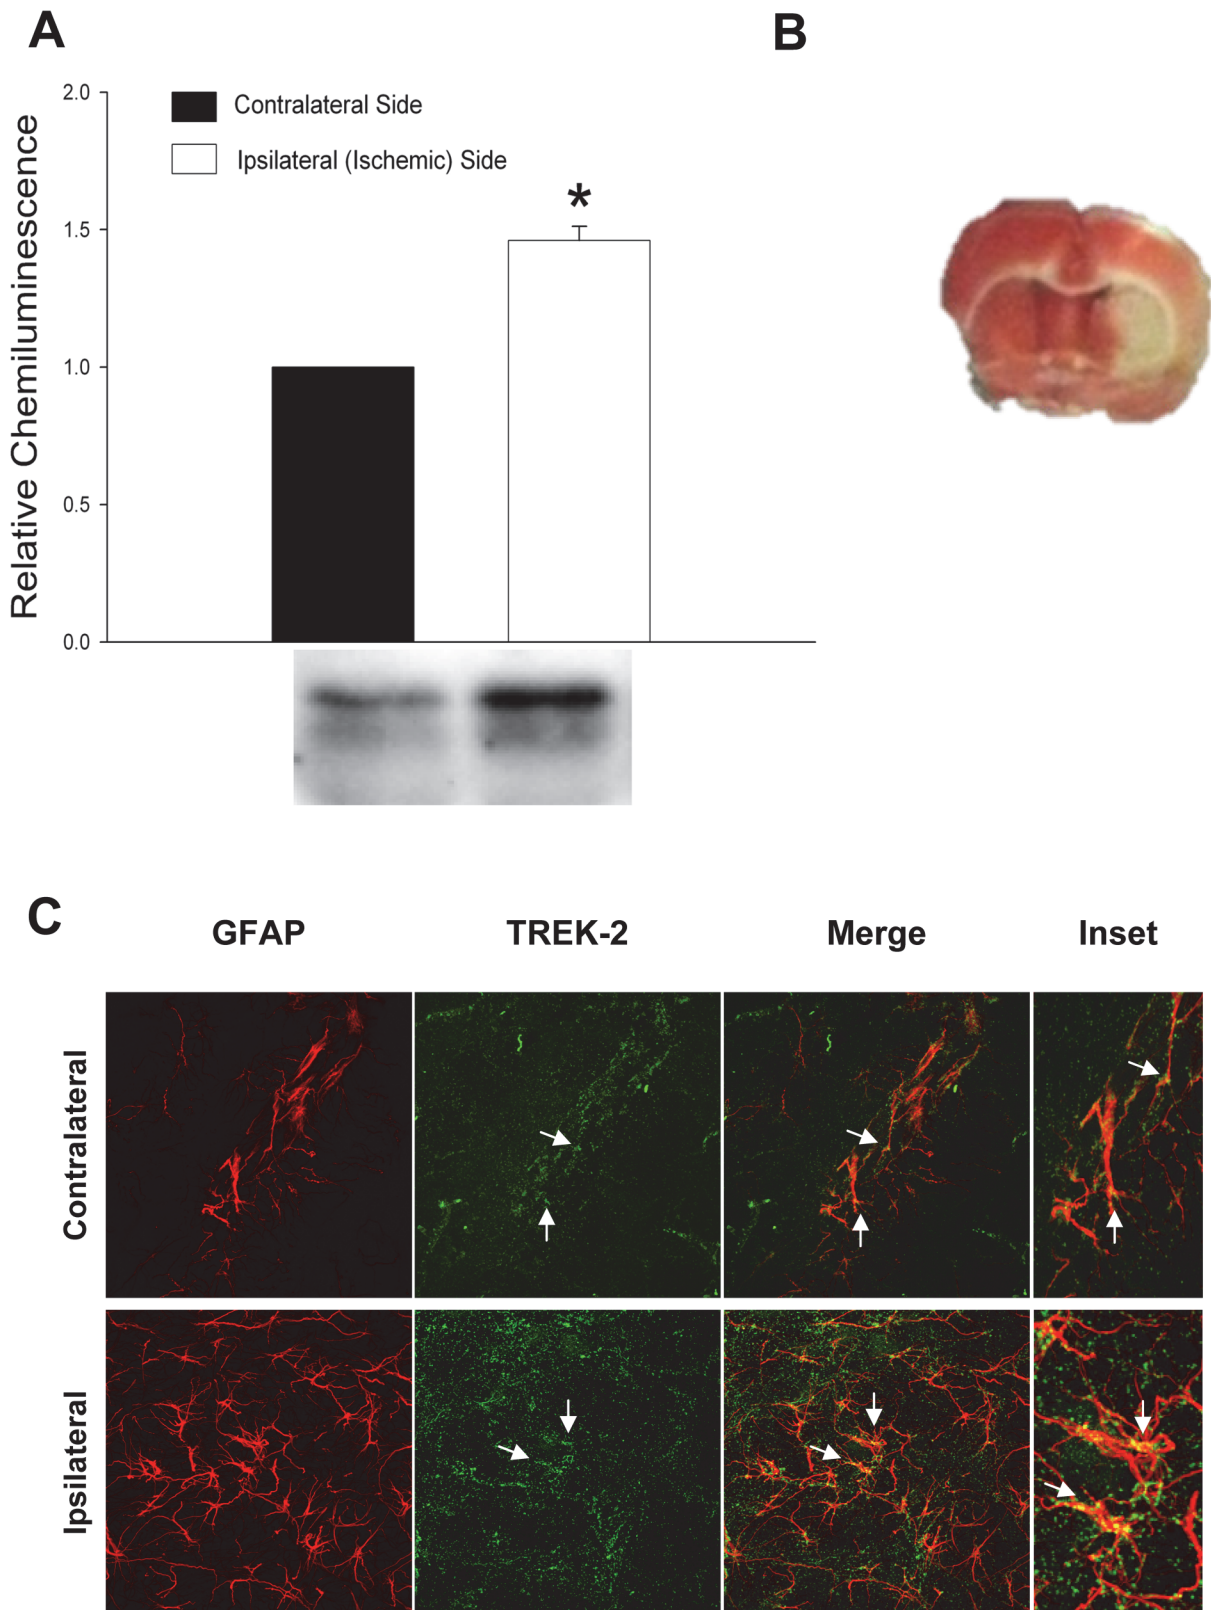 A
B
2.0
Contralateral Side
Ipsilateral (Ischemic) Side
*
1.5
1.0
0.5
0.0
Relative Chemiluminescence
C
GFAP
TREK-2
Merge
Inset
Contralateral
Ipsilateral